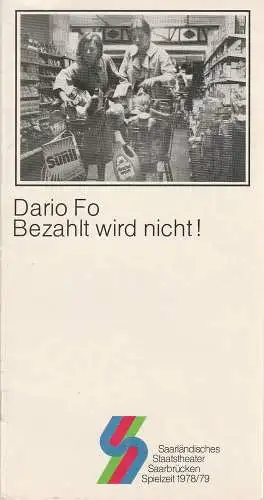 Sunil
Dario Fo
Bezahlt wird nicht!
Saarländisches
Staatstheater
Saarbrücken
Spielzeit 1978/79